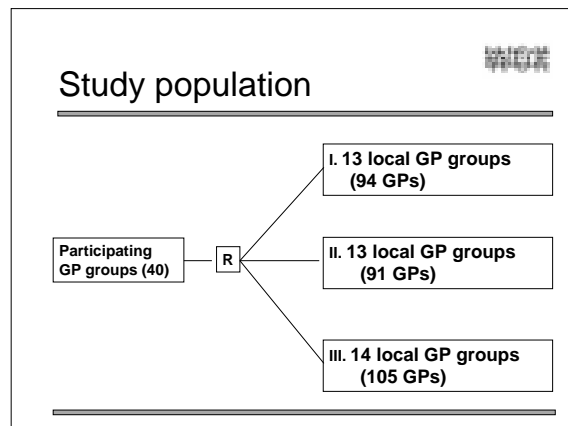 Study population
I. 13 local GP groups
(94 GPs)
Participating
GP groups (40)
R
II. 13 local GP groups
(91 GPs)
III. 14 local GP groups
(105 GPs)